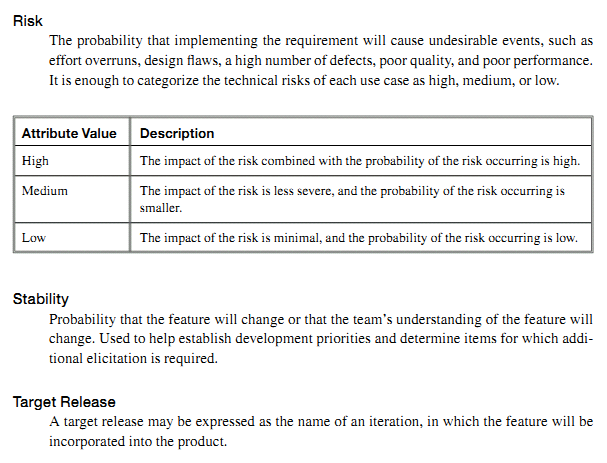 Risk
The probability that implementing the requirement will cause undesirable events, such as
effort overruns, design flaws, a high number of defects, poor quality, and poor performance.
It is enough to categorize the technical risks of each use case as high, medium, or low.
Attribute Value Description
High The impact of the risk combined with the probability of the risk occurring is high.
Medium The impact of the risk is less severe, and the probability of the risk occurring is
smaller.
Low The impact of the risk is minimal, and the probability of the risk occurring is low.
Stability
Probability that the feature will change or that the team’s understanding of the feature will
change. Used to help establish development priorities and determine items for which addi-
tional elicitation is required.
Target Release
A target release may be expressed as the name of an iteration, in which the feature will be
incorporated into the product.